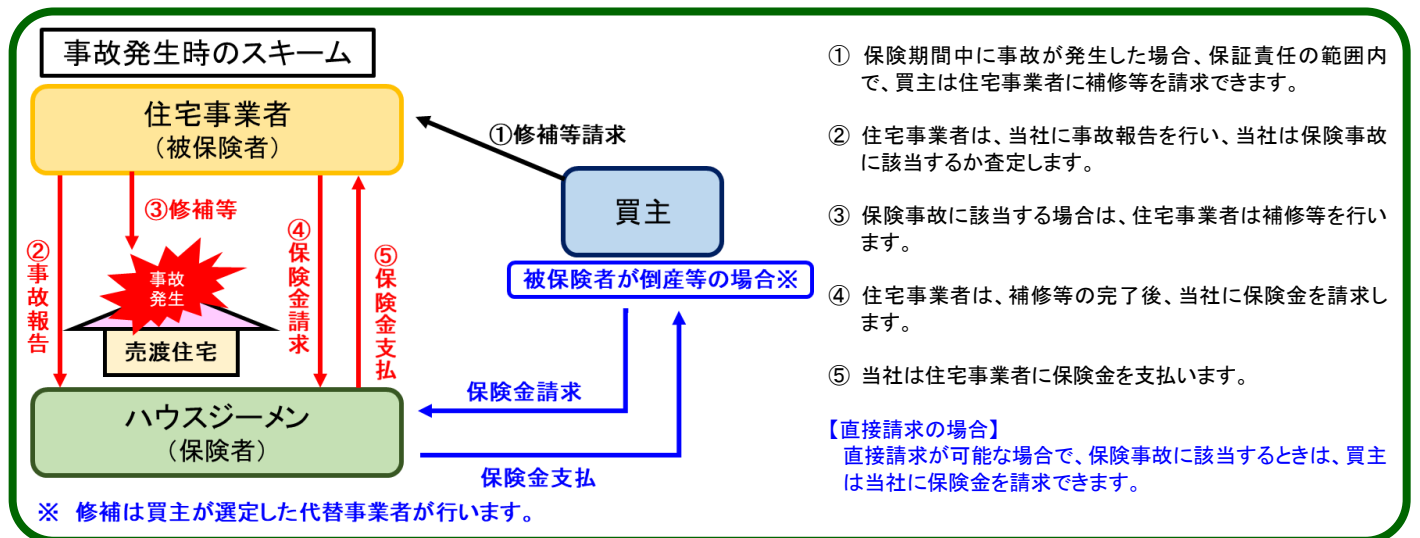 事故発生時のスキーム
住宅事業者
（被保険者）
①修補等請求
買主
被保険者が倒産等の場合※
③修補等
②事故報告
④保険金請求
⑤保険金支払
事故
発生
売渡住宅
ハウスジーメン
（保険者）
保険金請求
保険金支払
※ 修補は買主が選定した代替事業者が行います。
① 保険期間中に事故が発生した場合、保証責任の範囲内
で、買主は住宅事業者に補修等を請求できます。
② 住宅事業者は、当社に事故報告を行い、当社は保険事故
に該当するか査定します。
③ 保険事故に該当する場合は、住宅事業者は補修等を行い
ます。
④ 住宅事業者は、補修等の完了後、当社に保険金を請求し
ます。
⑤ 当社は住宅事業者に保険金を支払います。
【直接請求の場合】
直接請求が可能な場合で、保険事故に該当するときは、買主
は当社に保険金を請求できます。